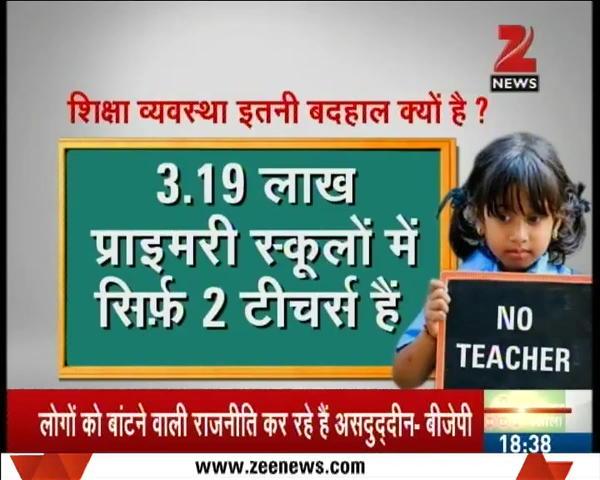 Z
NEWS
शिक्षा व्यवस्था इतनी बदहाल क्यों है ?
3.19 लाख
प्राइमरी स्कूलों में
सिर्फ़ 2 टीचर्स हैं
NO
TEACHER
लोगों को बांटने वाली राजनीति कर रहे हैं असदुद्दीन- बीजेपी
18:38
www.zeenews.com